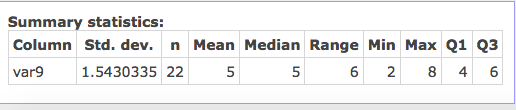 Summary statistics:
Column Std. dev. n Mean Median Range Min Max Q1 Q3
var9 1.5430335 22 5 5 6 2 8 4 6